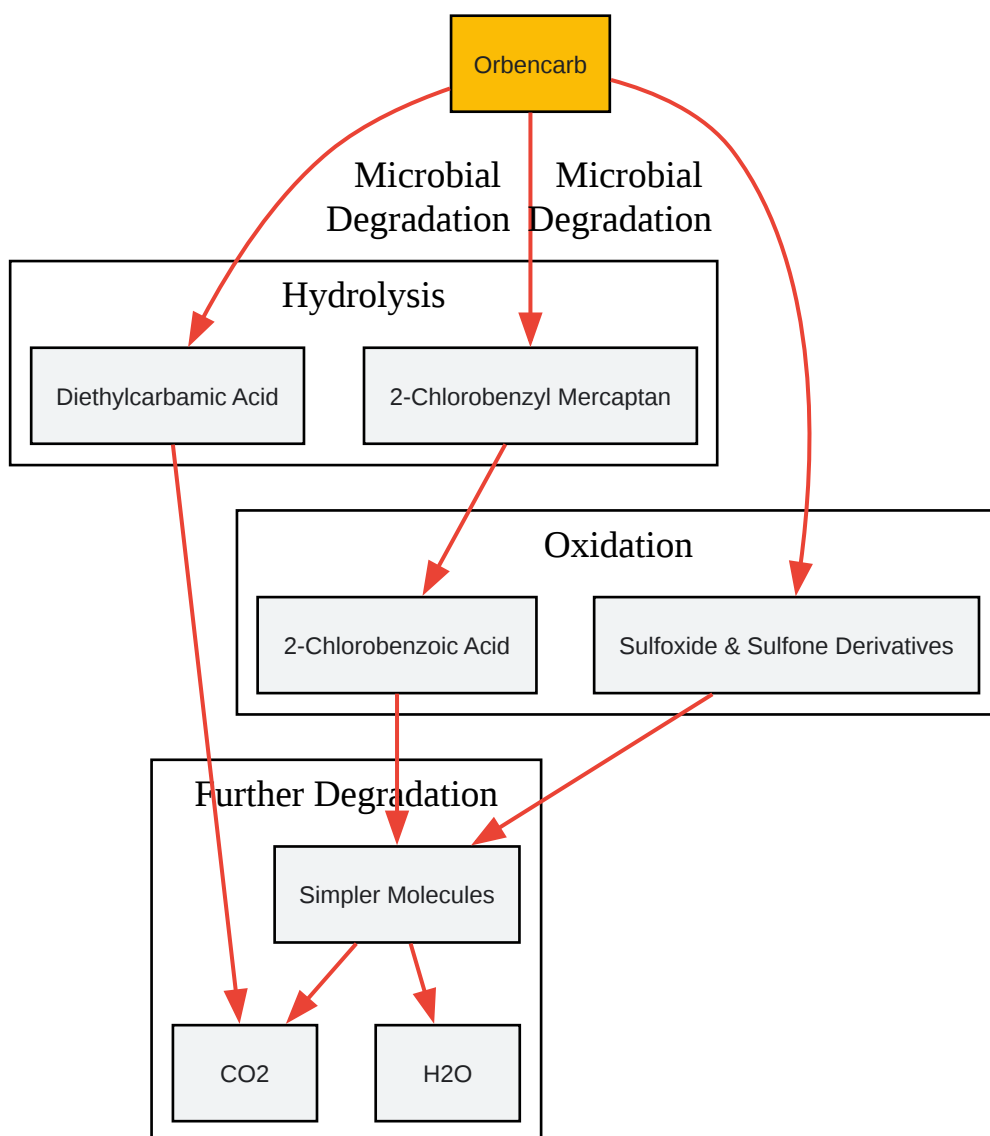 Orbencarb
Microbial
Degradation
Microbial
Degradation
Hydrolysis
Diethylcarbamic Acid
2-Chlorobenzyl Mercaptan
Oxidation
2-Chlorobenzoic Acid
Sulfoxide & Sulfone Derivatives
Further Degradation
Simpler Molecules
CO2
H2O